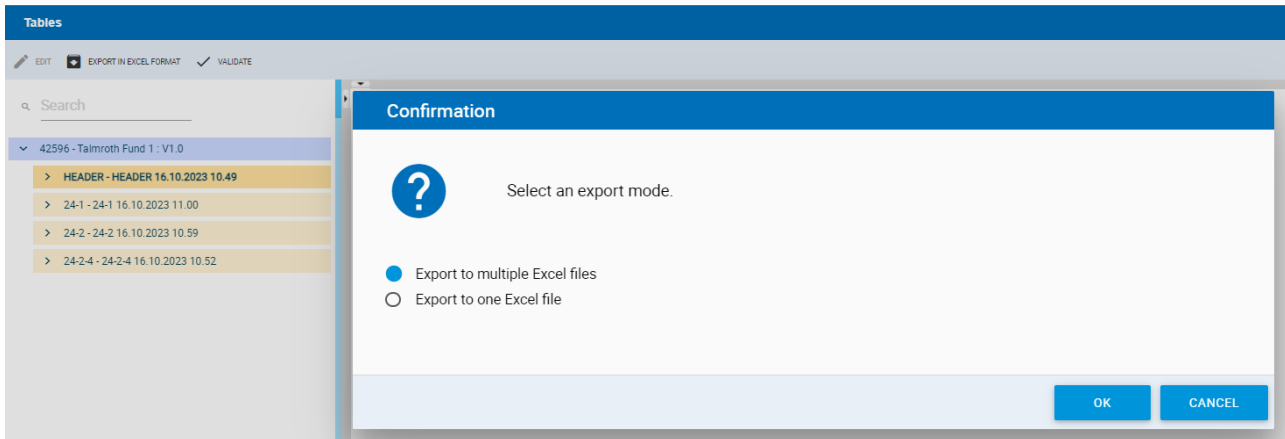 Tables
EDIT EXPORT IN EXCEL FORMAT VALIDATE
Search
42596 - Talmroth Fund 1 : V1.0
HEADER - HEADER 16.10.2023 10.49
24-1 - 24-1 16.10.2023 11.00
24-2 - 24-2 16.10.2023 10.59
24-2-4 - 24-2-4 16.10.2023 10.52
Confirmation
?
Select an export mode.
Export to multiple Excel files
Export to one Excel file
OK CANCEL